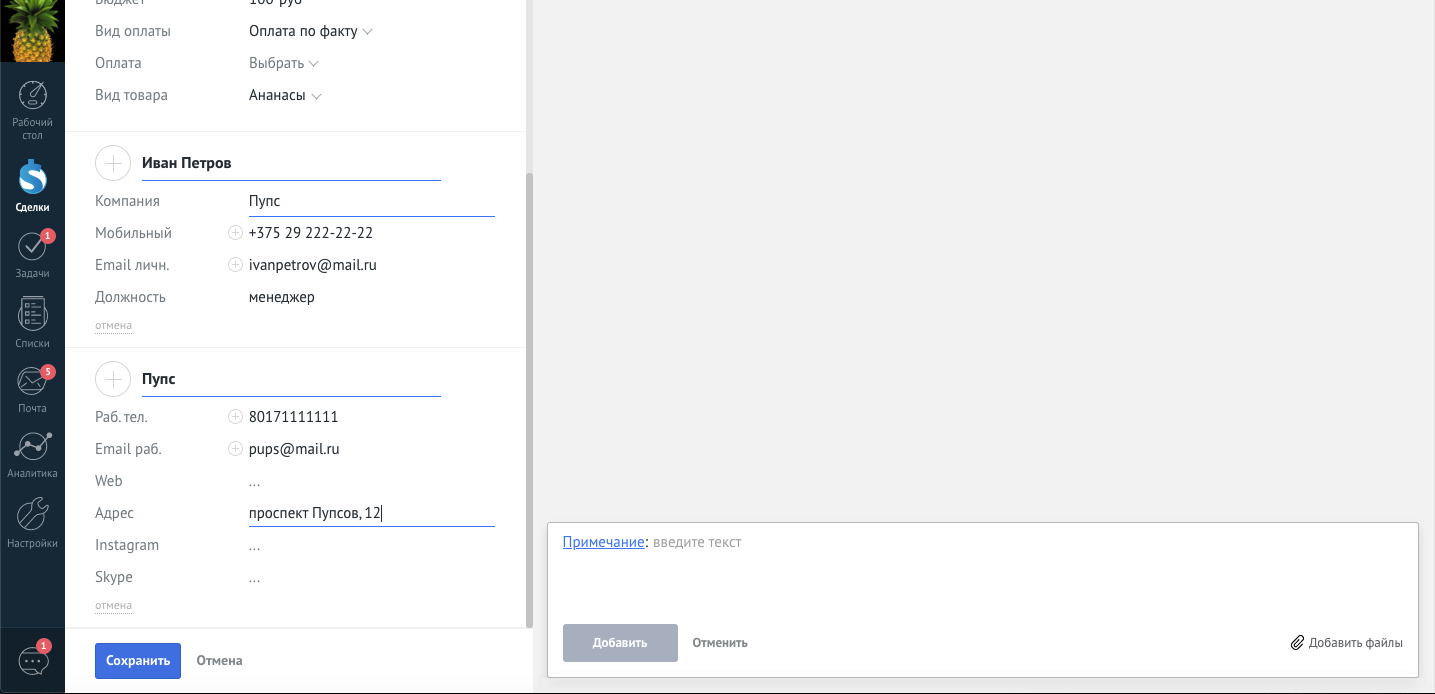 Бюджет 100 руб
Вид оплаты Оплата по факту
Оплата Выбрать
Вид товара Ананасы
Иван Петров
Компания Пупс
Мобильный +375 29 222-22-22
Email личн. ivanpetrov@mail.ru
Должность менеджер
отмена
Пупс
Раб. тел. 80171111111
Email раб. pups@mail.ru
Web ...
Адрес проспект Пупсов, 12
Instagram ...
Skype ...
отмена
Сохранить Отмена
Рабочий
стол
Сделки
1
Задачи
Списки
5
Почта
Аналитика
Настройки
1
Примечание: введите текст
Добавить Отменить Добавить файлы